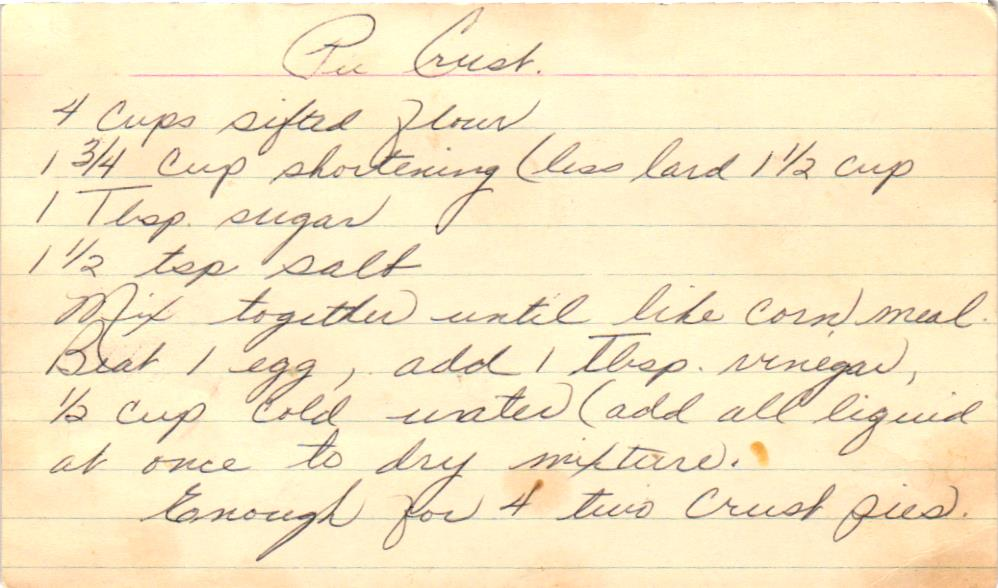 Pie Crust.
4 Cups sifted flour
1 3/4 Cup shortening (less lard 1 1/2 cup
1 Tbsp. sugar
1 1/2 tsp salt
Mix together until like corn meal.
Beat 1 egg, add 1 Tbsp. vinegar,
1/2 cup cold water (add all liquid
at once to dry mixture.
Enough for 4 two crust pies.